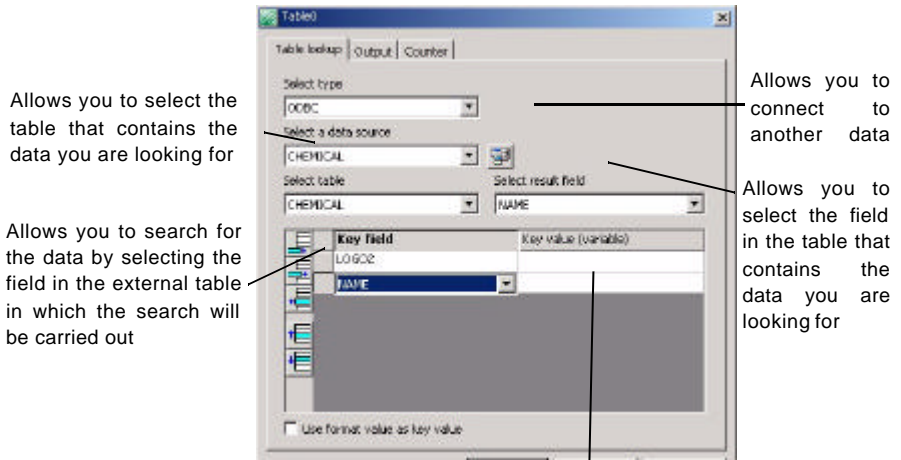 Table0
Table lookup Output Counter
Select type
ODBC
Select a data source
CHEMICAL
Select table Select result field
CHEMICAL NAME
Key field Key value (variable)
LOGO2
NAME
Use format value as key value
Allows you to select the
table that contains the
data you are looking for
Allows you to search for
the data by selecting the
field in the external table
in which the search will
be carried out
Allows you to
connect to
another data
Allows you to
select the field
in the table that
contains the
data you are
looking for